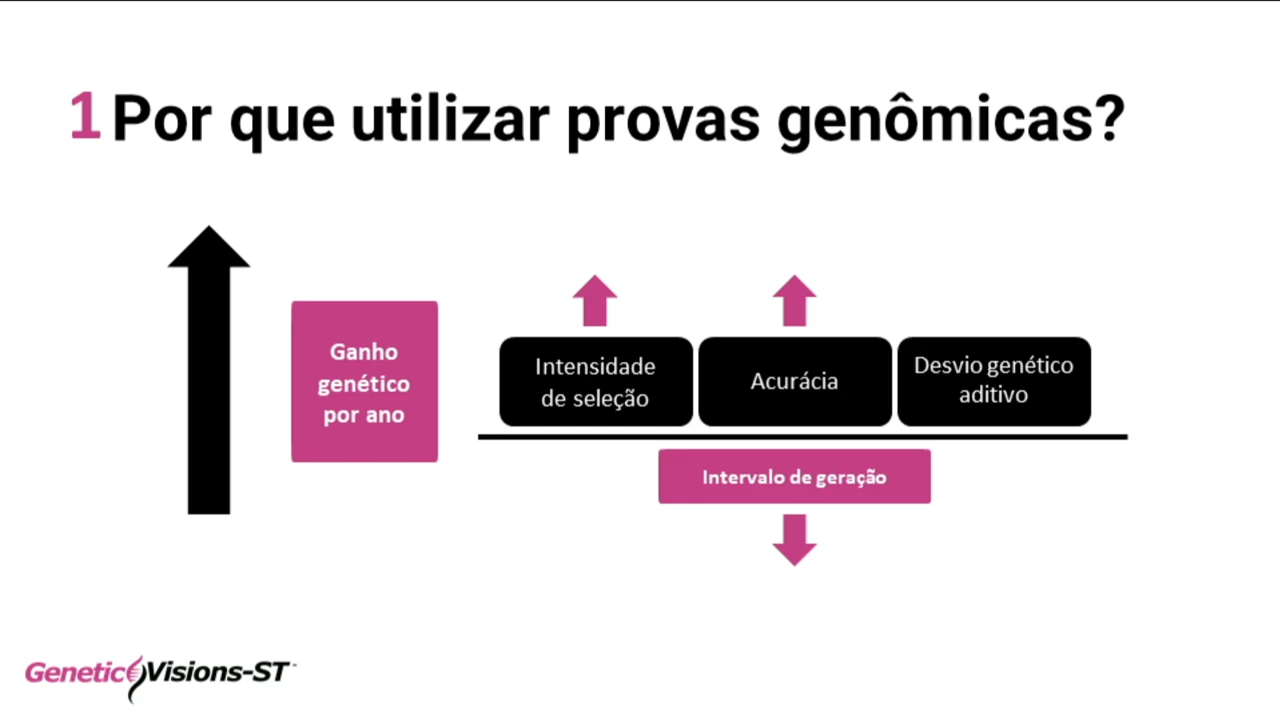 1 Por que utilizar provas genômicas?
Ganho
genético
por ano
Intensidade
de seleção
Acurácia
Desvio genético
aditivo
Intervalo de geração
GeneticVisions-ST™